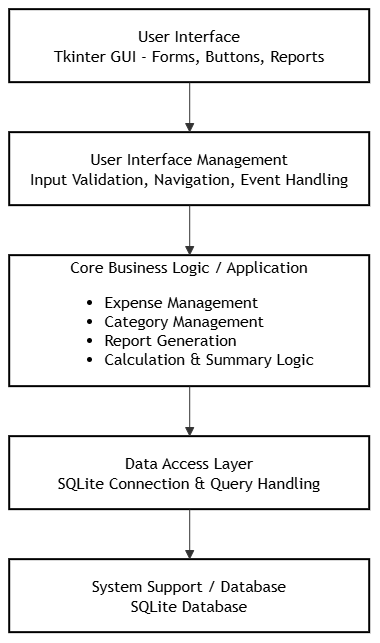 User Interface
Tkinter GUI - Forms, Buttons, Reports
User Interface Management
Input Validation, Navigation, Event Handling
Core Business Logic / Application
• Expense Management
• Category Management
• Report Generation
• Calculation & Summary Logic
Data Access Layer
SQLite Connection & Query Handling
System Support / Database
SQLite Database